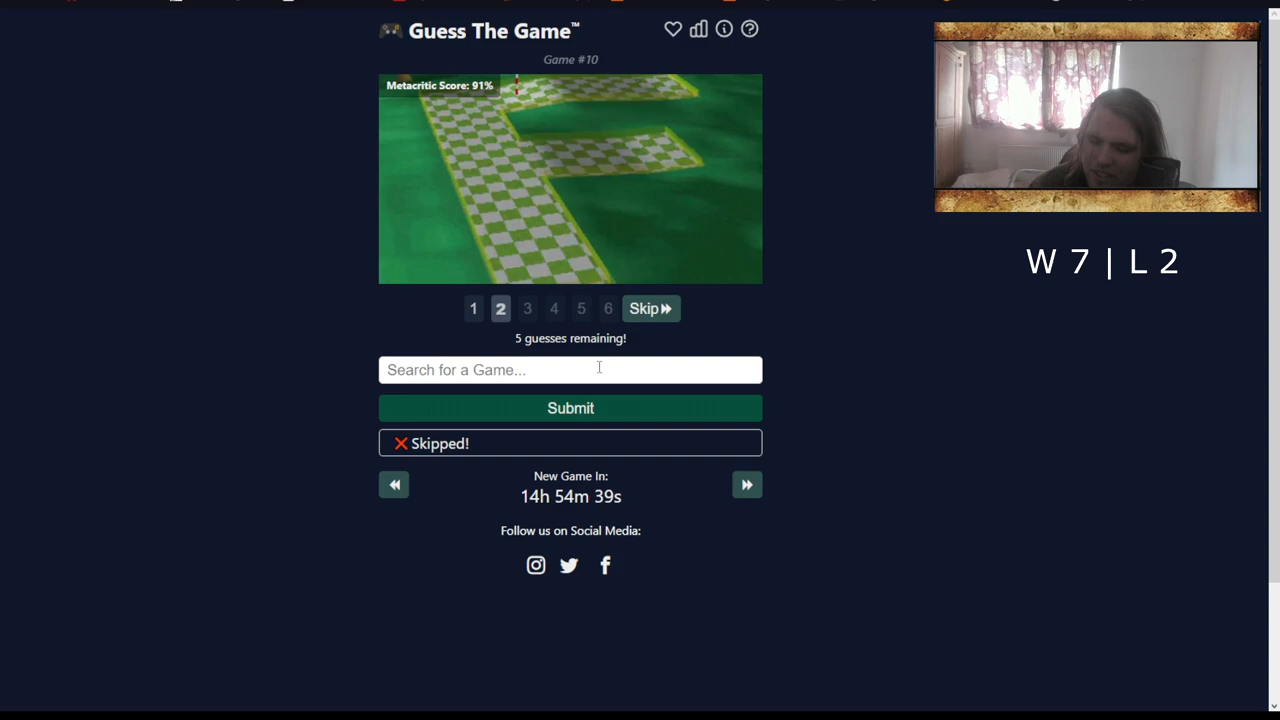 Guess The Game™
Game #10
Metacritic Score: 91%
1 2 3 4 5 6 Skip
5 guesses remaining!
Search for a Game...
Submit
Skipped!
New Game In:
14h 54m 39s
Follow us on Social Media:
W 7 | L 2